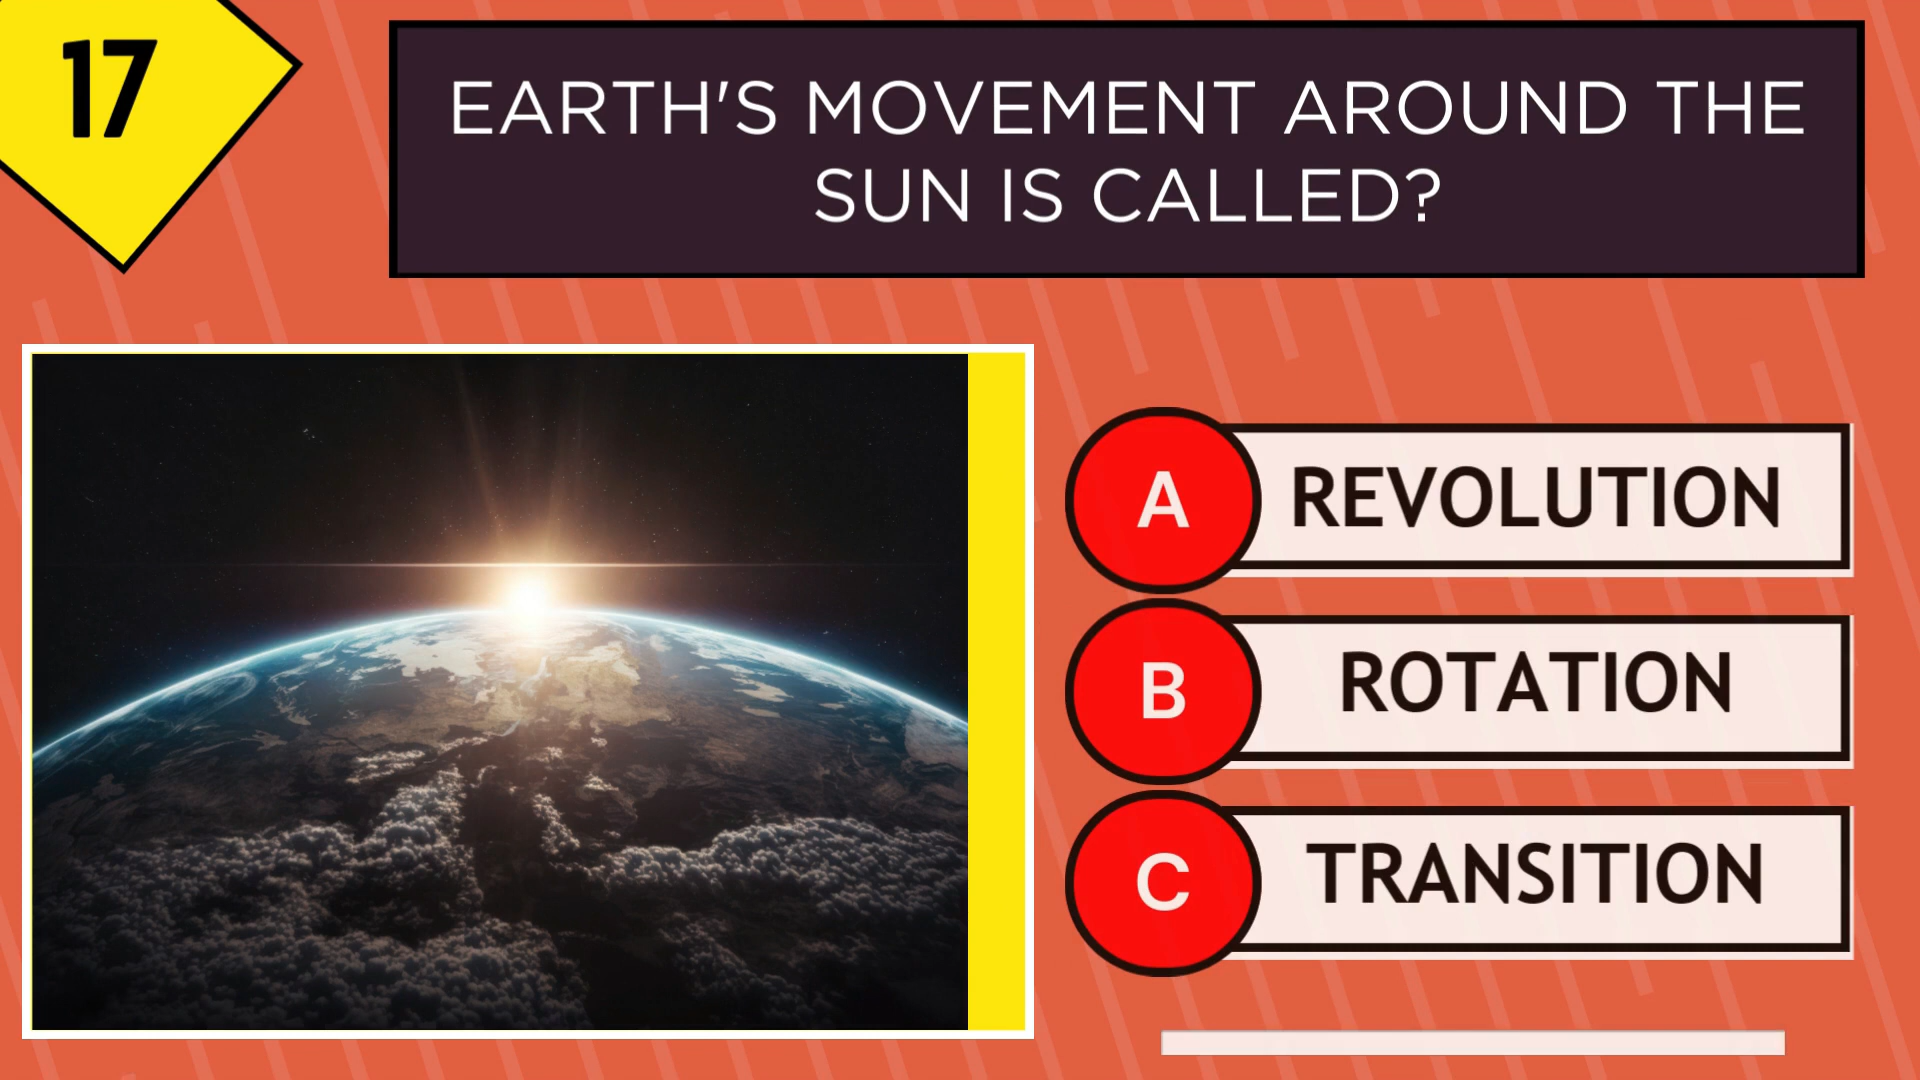 17
EARTH'S MOVEMENT AROUND THE
SUN IS CALLED?
A REVOLUTION
B ROTATION
C TRANSITION